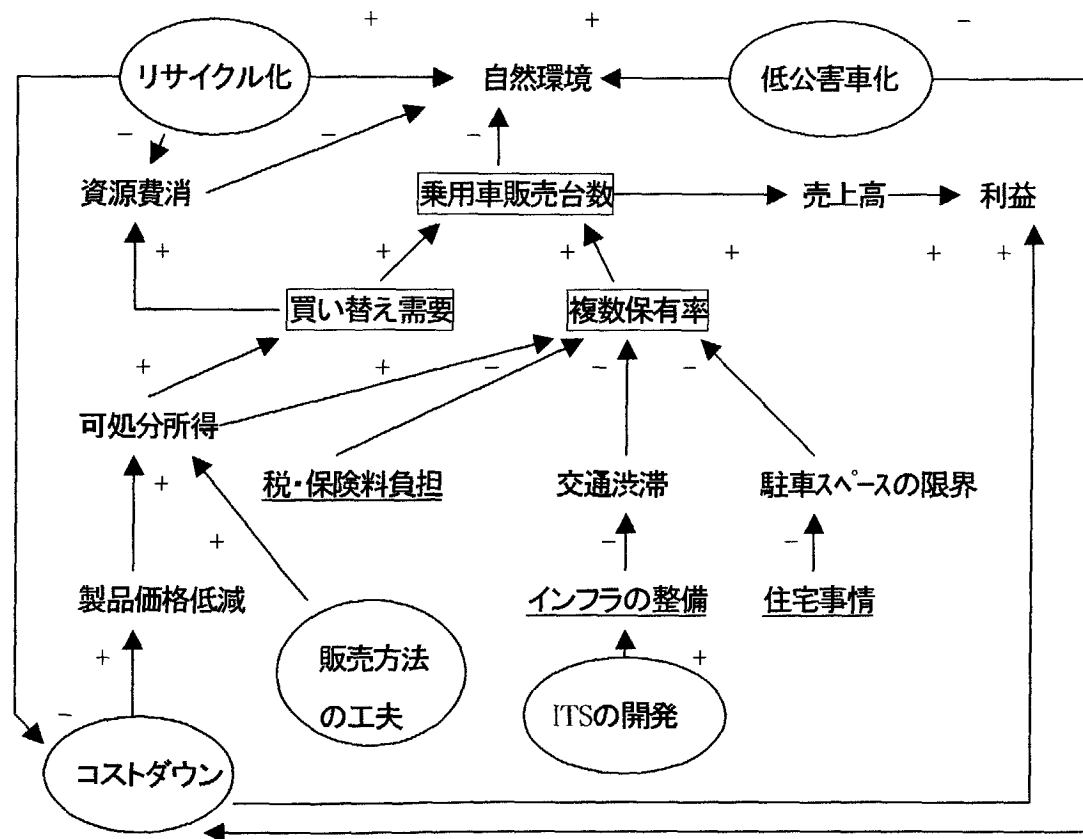 + + −
リサイクル化 自然環境 低公害車化
− − −
資源費消 乗用車販売台数 売上高 利益
+ + + + + +
買い替え需要 複数保有率
+ + − − −
可処分所得
税・保険料負担 交通渋滞 駐車スペースの限界
+
+ − −
製品価格低減 インフラの整備 住宅事情
+ 販売方法 +
の工夫 ITSの開発
−
コストダウン